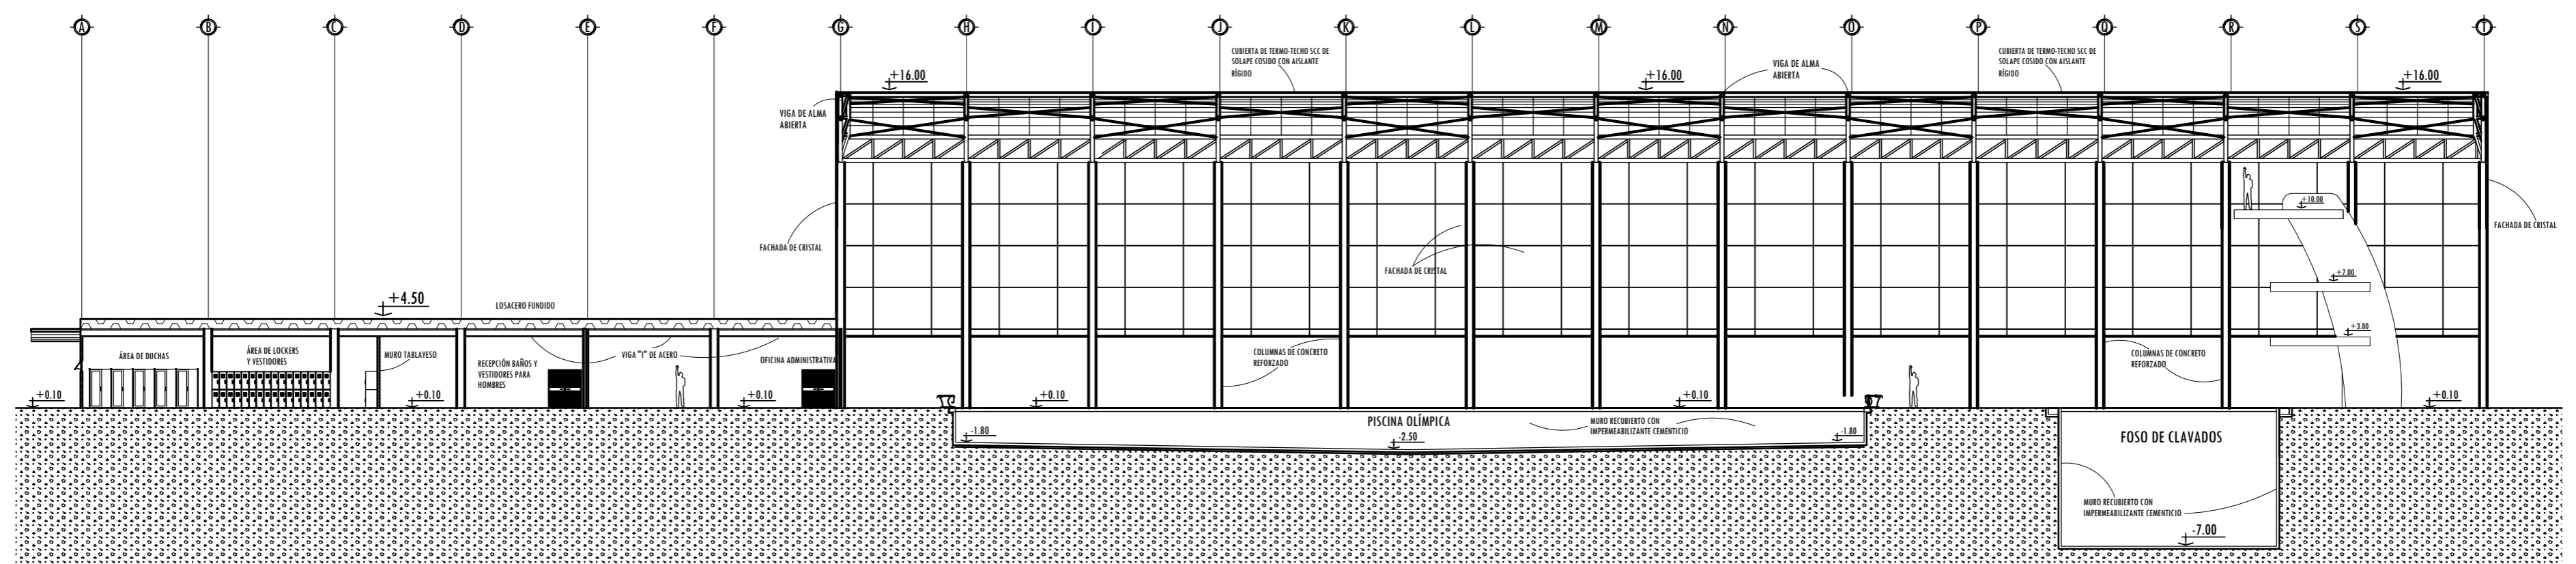 A B C D E F G H I J K L M N O P Q R S T
CUBIERTA DE TERMO-TECHO SCC DE
SOLAPE COSIDO CON AISLANTE
RÍGIDO
CUBIERTA DE TERMO-TECHO SCC DE
SOLAPE COSIDO CON AISLANTE
RÍGIDO
VIGA DE ALMA
ABIERTA
+16.00
+16.00
+16.00
VIGA DE ALMA
ABIERTA
+10.00
FACHADA DE CRISTAL
FACHADA DE CRISTAL
FACHADA DE CRISTAL
+7.00
+4.50
LOSACERO FUNDIDO
+3.00
ÁREA DE DUCHAS
ÁREA DE LOCKERS
Y VESTIDORES
MURO TABLAYESO
RECEPCIÓN BAÑOS Y
VESTIDORES PARA
HOMBRES
VIGA "I" DE ACERO
OFICINA ADMINISTRATIVA
COLUMNAS DE CONCRETO
REFORZADO
COLUMNAS DE CONCRETO
REFORZADO
+0.10
+0.10
+0.10
+0.10
+0.10
+0.10
PISCINA OLÍMPICA
MURO RECUBIERTO CON
IMPERMEABILIZANTE CEMENTICIO
-1.80
-2.50
-1.80
FOSO DE CLAVADOS
MURO RECUBIERTO CON
IMPERMEABILIZANTE CEMENTICIO
-7.00